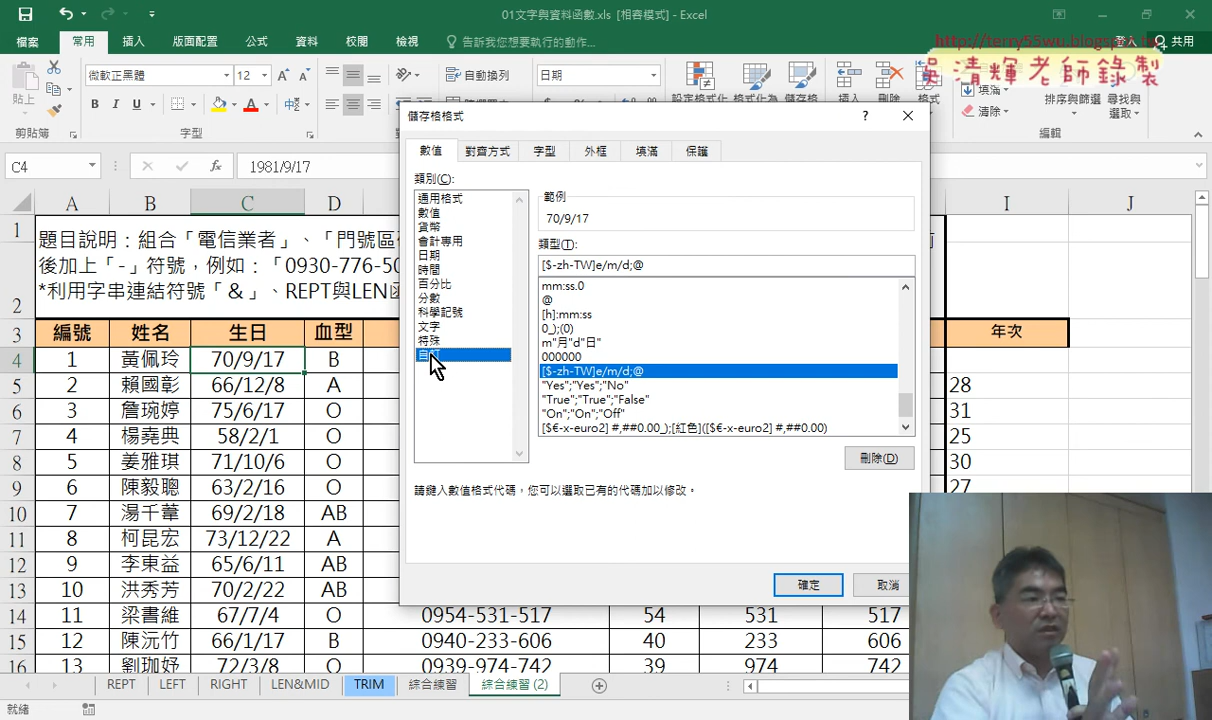 01文字與資料函數.xls [相容模式] - Excel
檔案 常用 插入 版面配置 公式 資料 校閱 檢視 告訴我您想要執行的動作... 登入 共用
http://terry55wu.blogspot.tw
吳清輝老師錄製
貼上 微軟正黑體 12 自動換列 日期 插入 刪除 格式 填滿 清除 排序與篩選 尋找與選取
剪貼簿 字型 編輯
C4 1981/9/17
A B C D I J
1 題目說明：組合「電信業者」、「門號區
後加上「-」符號，例如：「0930-776-50
2 *利用字串連結符號「&」、REPT與LEN
3 編號 姓名 生日 血型 年次
4 1 黃佩玲 70/9/17 B
5 2 賴國彰 66/12/8 A 28
6 3 詹琬婷 75/6/17 O 31
7 4 楊堯典 58/2/1 O 25
8 5 姜雅琪 71/10/6 O 30
9 6 陳毅聰 63/2/16 O 27
10 7 湯千葦 69/2/18 AB
11 8 柯昆宏 73/12/22 A
12 9 李東益 65/6/11 AB
13 10 洪秀芳 70/2/22 AB
14 11 梁書維 67/7/4 O 0954-531-517 54 531 517
15 12 陳沅竹 66/1/17 B 0940-233-606 40 233 606
16 13 劉珈妤 72/3/8 O 0939-974-742 39 974 742
儲存格格式 ?
數值 對齊方式 字型 外框 填滿 保護
類別(C):
通用格式
數值
貨幣
會計專用
日期
時間
百分比
分數
科學記號
文字
特殊
自訂
範例
70/9/17
類型(T):
[$-zh-TW]e/m/d;@
mm:ss.0
@
[h]:mm:ss
0_);(0)
m"月"d"日"
000000
[$-zh-TW]e/m/d;@
"Yes";"Yes";"No"
"True";"True";"False"
"On";"On";"Off"
[$€-x-euro2] #,##0.00_);[紅色]([$€-x-euro2] #,##0.00)
刪除(D)
請鍵入數值格式代碼，您可以選取已有的代碼加以修改。
確定 取消
REPT LEFT RIGHT LEN&MID TRIM 綜合練習 綜合練習 (2)
就緒